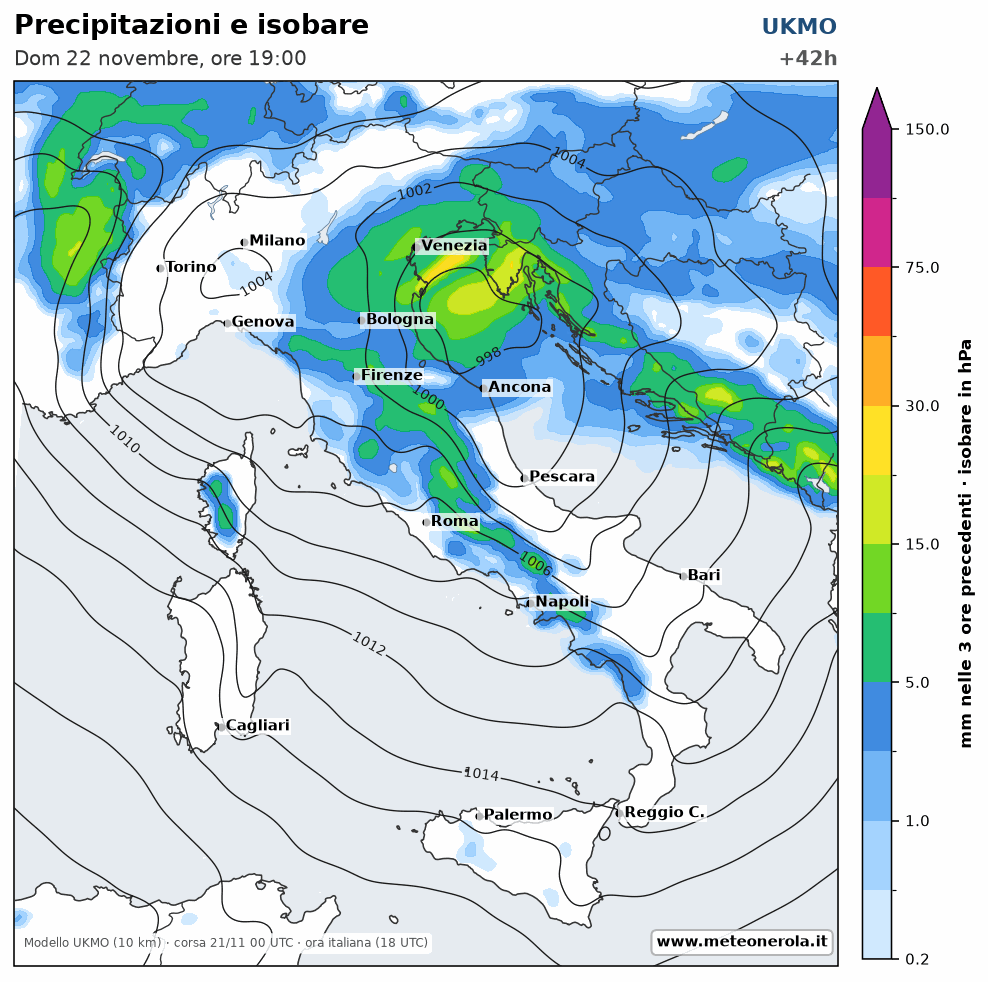 Precipitazioni e isobare
UKMO
Dom 22 novembre, ore 19:00
+42h
150.0
75.0
30.0
15.0
5.0
1.0
0.2
mm nelle 3 ore precedenti · isobare in hPa
1004
1002
Milano
Venezia
Torino
1004
Genova
Bologna
998
Firenze
Ancona
1000
1010
Pescara
Roma
1006
Bari
Napoli
1012
Cagliari
1014
Palermo
Reggio C.
Modello UKMO (10 km) · corsa 21/11 00 UTC · ora italiana (18 UTC)
www.meteonerola.it